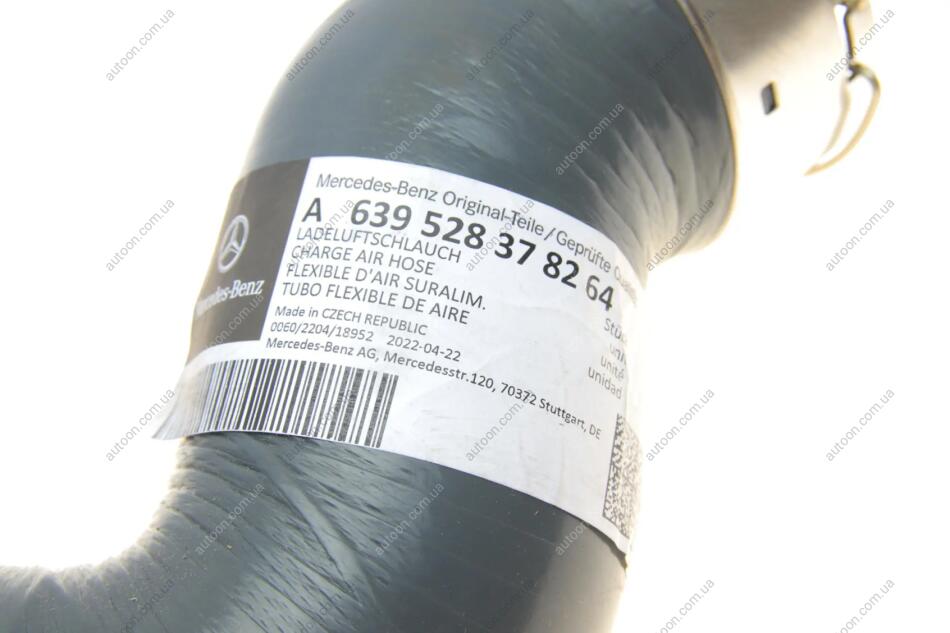 Mercedes-Benz Original-Teile / Geprüfte
A 639 528 37 82 64
LADELUFTSCHLAUCH
CHARGE AIR HOSE
FLEXIBLE D'AIR SURALIM.
TUBO FLEXIBLE DE AIRE
Made in CZECH REPUBLIC
0060/2204/18952 2022-04-22
Mercedes-Benz AG, Mercedesstr.120, 70372 Stuttgart, DE
unité
unidad
Mercedes-Benz
autoon.com.ua